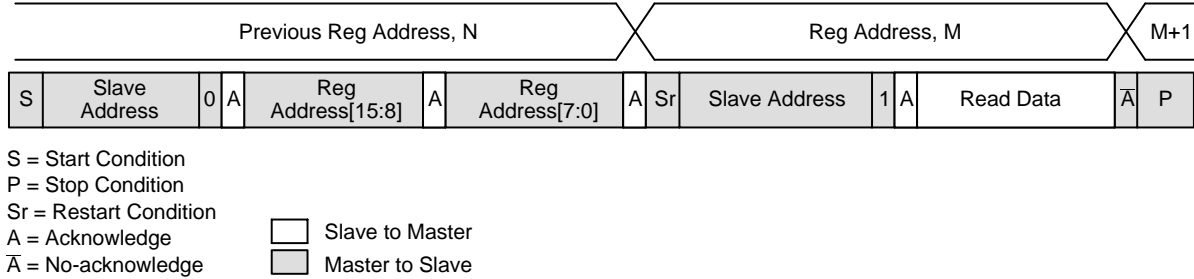 Previous Reg Address, N Reg Address, M M+1
S Slave Address 0 A Reg Address[15:8] A Reg Address[7:0] A Sr Slave Address 1 A Read Data A̅ P
S = Start Condition
P = Stop Condition
Sr = Restart Condition
A = Acknowledge
A̅ = No-acknowledge
Slave to Master
Master to Slave